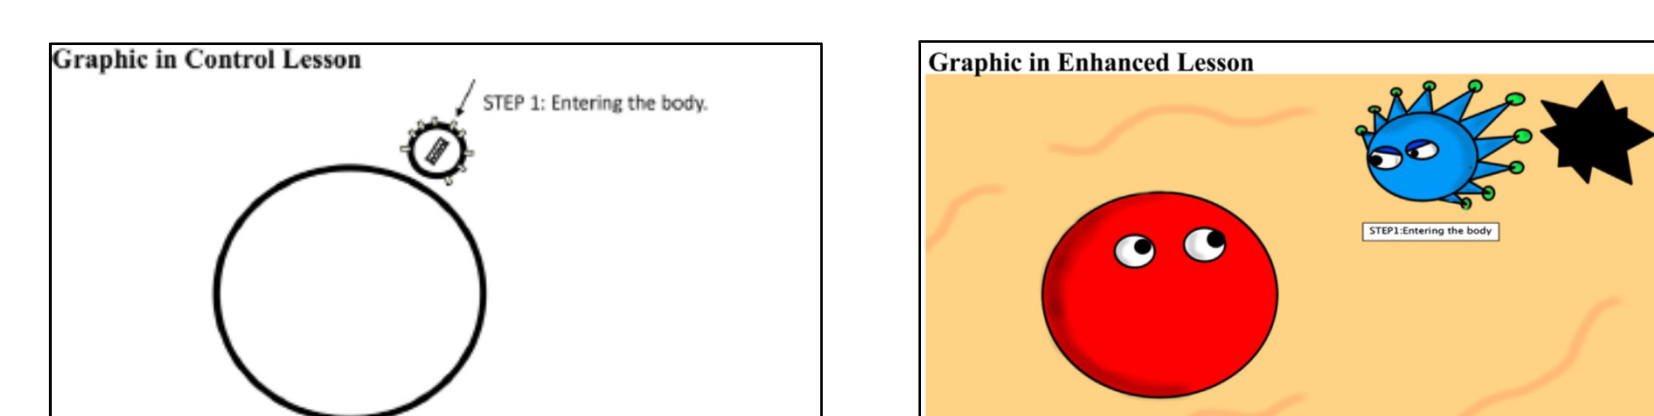 Graphic in Control Lesson
STEP 1: Entering the body.
Graphic in Enhanced Lesson
STEP1:Entering the body